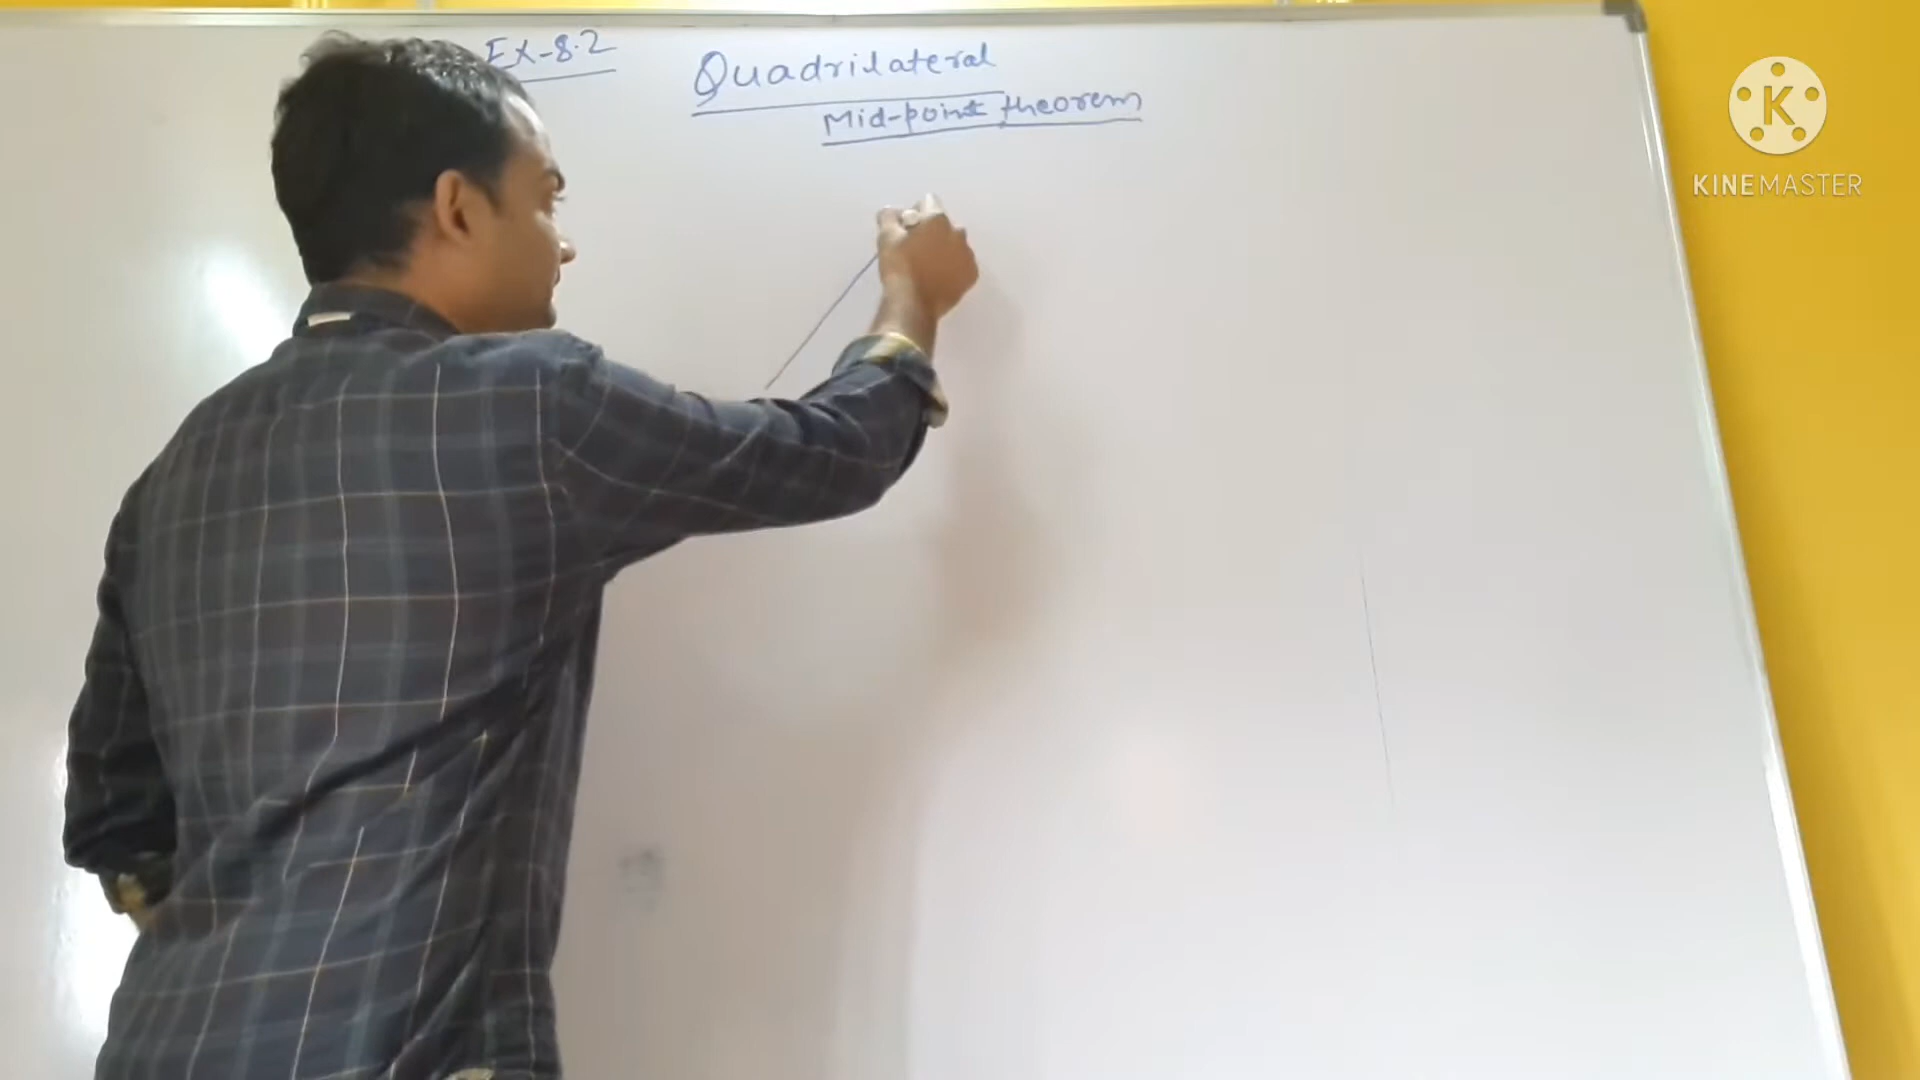 Ex-8.2
Quadrilateral
Mid-point theorem
K
KINEMASTER